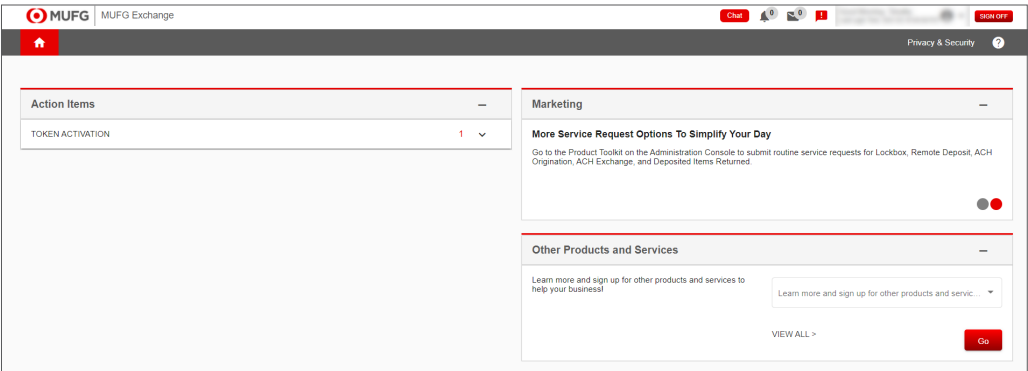 MUFG MUFG Exchange
Chat 0 0 ! SIGN OFF
Privacy & Security ?
Action Items
TOKEN ACTIVATION 1
Marketing
More Service Request Options To Simplify Your Day
Go to the Product Toolkit on the Administration Console to submit routine service requests for Lockbox, Remote Deposit, ACH
Origination, ACH Exchange, and Deposited Items Returned.
Other Products and Services
Learn more and sign up for other products and services to
help your business!
Learn more and sign up for other products and servic...
VIEW ALL >
Go